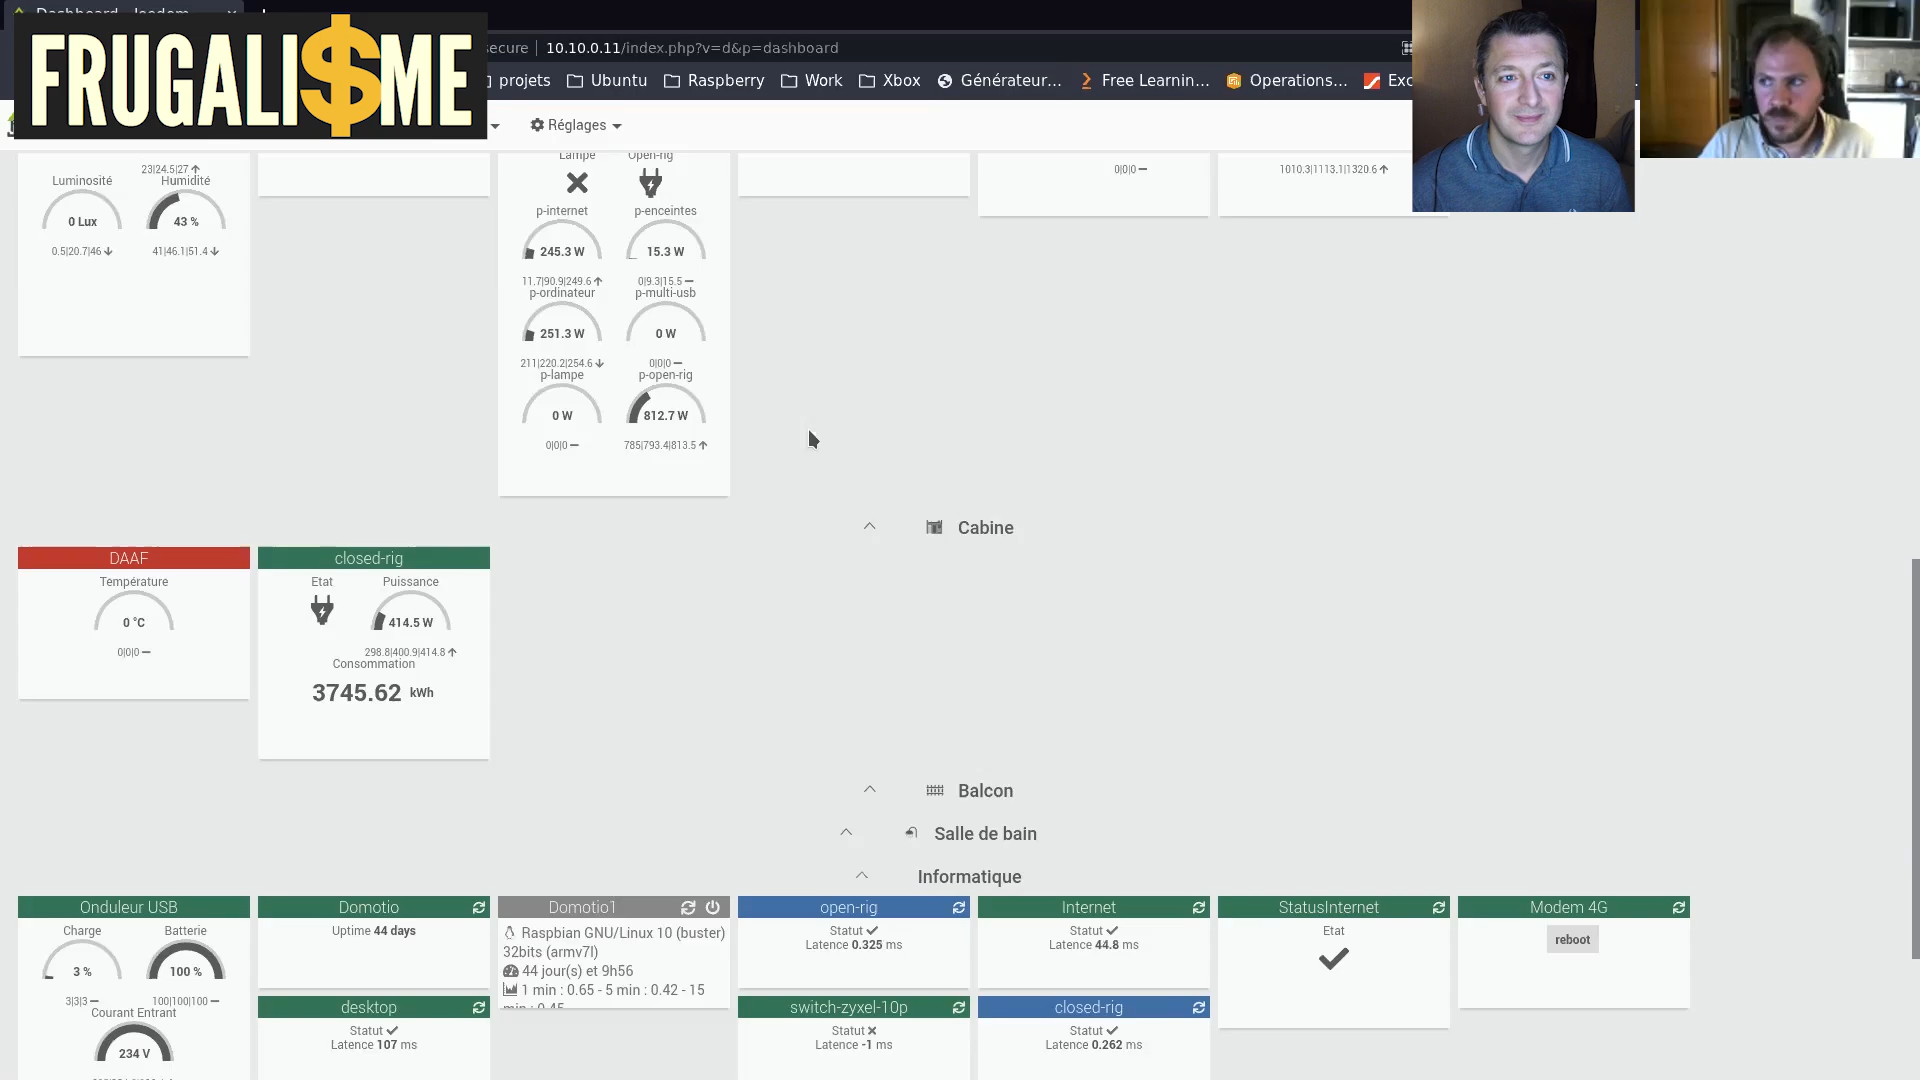 Dashboard - Jeedom
FRUGALI$ME
secure 10.10.0.11/index.php?v=d&p=dashboard
projets Ubuntu Raspberry Work Xbox Générateur... Free Learnin... Operations... Exc
Réglages
Lampe Open-rig
23|24.5|27 0|0|0 1010.3|1113.1|1320.6
Luminosité Humidité
0 Lux 43 %
0.5|20.7|46 41|46.1|51.4
p-internet p-enceintes
245.3 W 15.3 W
11.7|90.9|249.6 0|9.3|15.5
p-ordinateur p-multi-usb
251.3 W 0 W
211|220.2|254.6 0|0|0
p-lampe p-open-rig
0 W 812.7 W
0|0|0 785|793.4|813.5
Cabine
DAAF
Température
0 °C
0|0|0
closed-rig
Etat Puissance
414.5 W
298.8|400.9|414.8
Consommation
3745.62 kWh
Balcon
Salle de bain
Informatique
Onduleur USB
Charge Batterie
3 % 100 %
3|3|3 100|100|100
Courant Entrant
234 V
Domotio
Uptime 44 days
desktop
Statut
Latence 107 ms
Domotio1
Raspbian GNU/Linux 10 (buster)
32bits (armv7l)
44 jour(s) et 9h56
1 min : 0.65 - 5 min : 0.42 - 15
min : 0.45
open-rig
Statut
Latence 0.325 ms
switch-zyxel-10p
Statut
Latence -1 ms
Internet
Statut
Latence 44.8 ms
closed-rig
Statut
Latence 0.262 ms
StatusInternet
Etat
Modem 4G
reboot